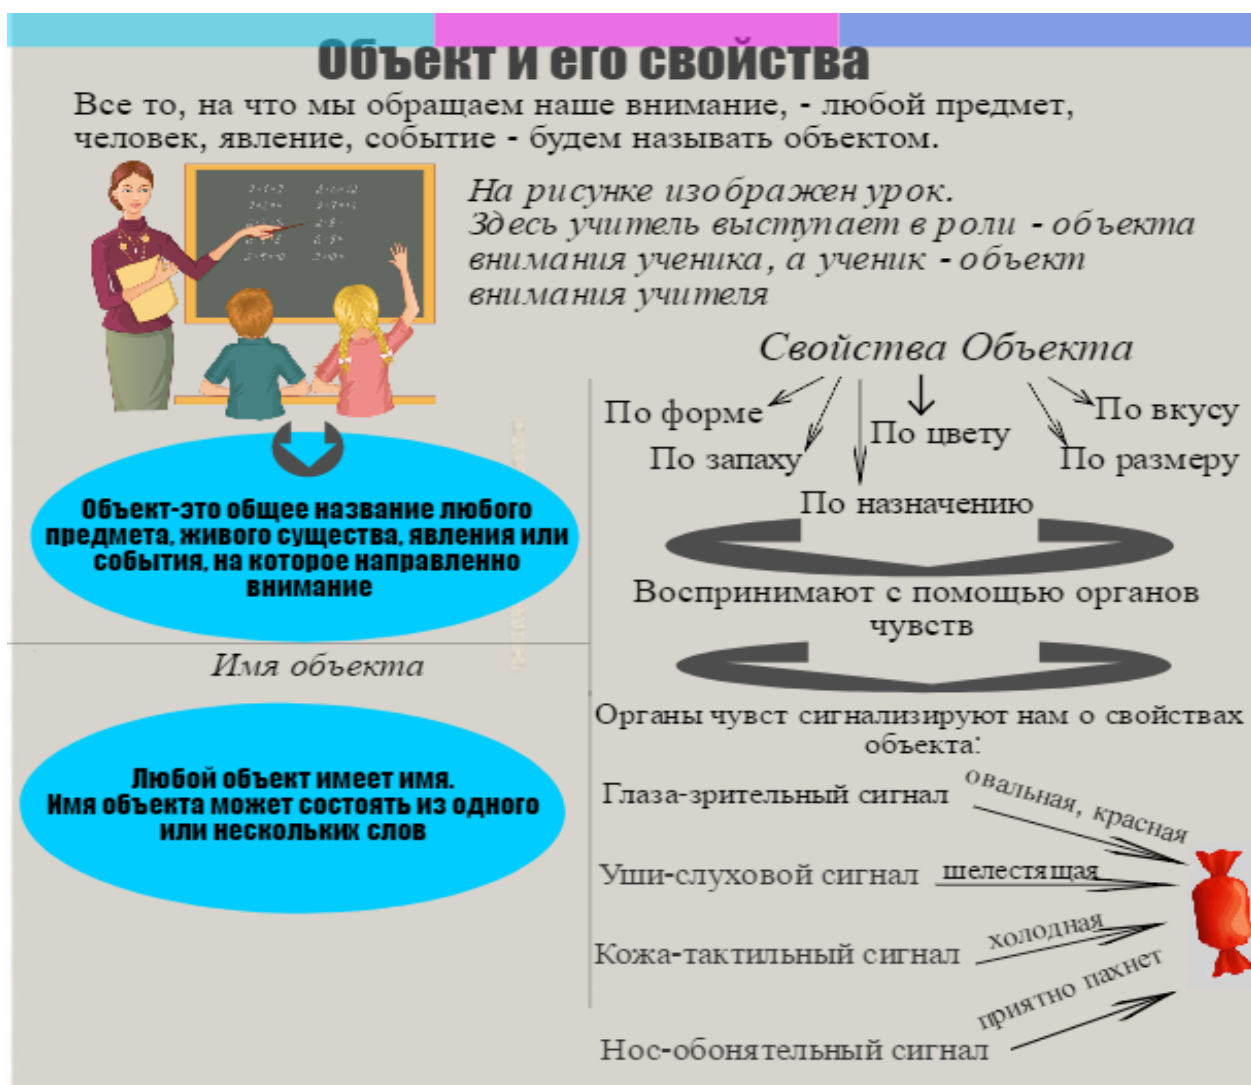 Объект и его свойства
Все то, на что мы обращаем наше внимание, - любой предмет,
человек, явление, событие - будем называть объектом.
На рисунке изображен урок.
Здесь учитель выступает в роли - объекта
внимания ученика, а ученик - объект
внимания учителя
Объект-это общее название любого
предмета, живого существа, явления или
события, на которое направленно
внимание
Имя объекта
Любой объект имеет имя.
Имя объекта может состоять из одного
или нескольких слов
Свойства Объекта
По форме
По запаху
По назначению
По цвету
По вкусу
По размеру
Воспринимают с помощью органов
чувств
Органы чувст сигнализируют нам о свойствах
объекта:
Глаза-зрительный сигнал
овальная, красная
Уши-слуховой сигнал
шелестящая
Кожа-тактильный сигнал
холодная
Нос-обонятельный сигнал
приятно пахнет